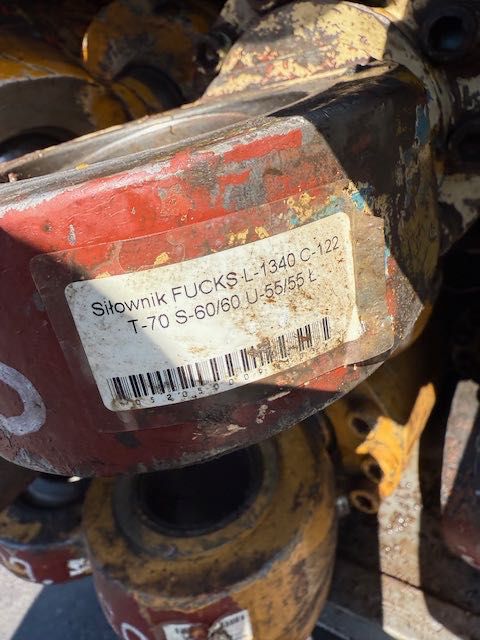 Siłownik FUCKS L-1340 C-122
T-70 S-60/60 U-55/55 Ł